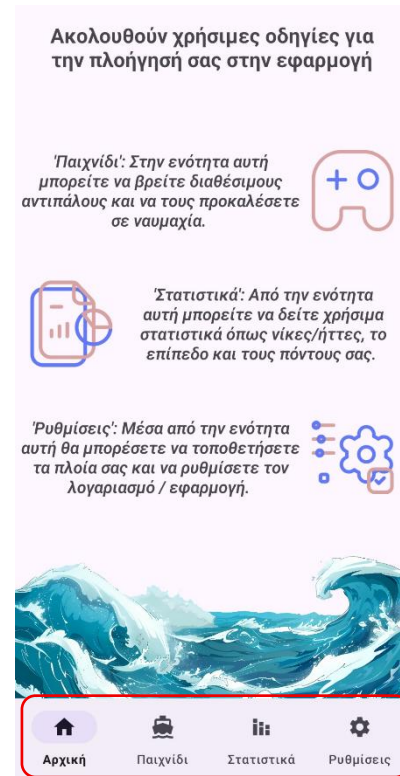 Ακολουθούν χρήσιμες οδηγίες για
την πλοήγησή σας στην εφαρμογή
'Παιχνίδι': Στην ενότητα αυτή
μπορείτε να βρείτε διαθέσιμους
αντιπάλους και να τους προκαλέσετε
σε ναυμαχία.
'Στατιστικά': Από την ενότητα
αυτή μπορείτε να δείτε χρήσιμα
στατιστικά όπως νίκες/ήττες, το
επίπεδο και τους πόντους σας.
'Ρυθμίσεις': Μέσα από την ενότητα
αυτή θα μπορέσετε να τοποθετήσετε
τα πλοία σας και να ρυθμίσετε τον
λογαριασμό / εφαρμογή.
Αρχική Παιχνίδι Στατιστικά Ρυθμίσεις